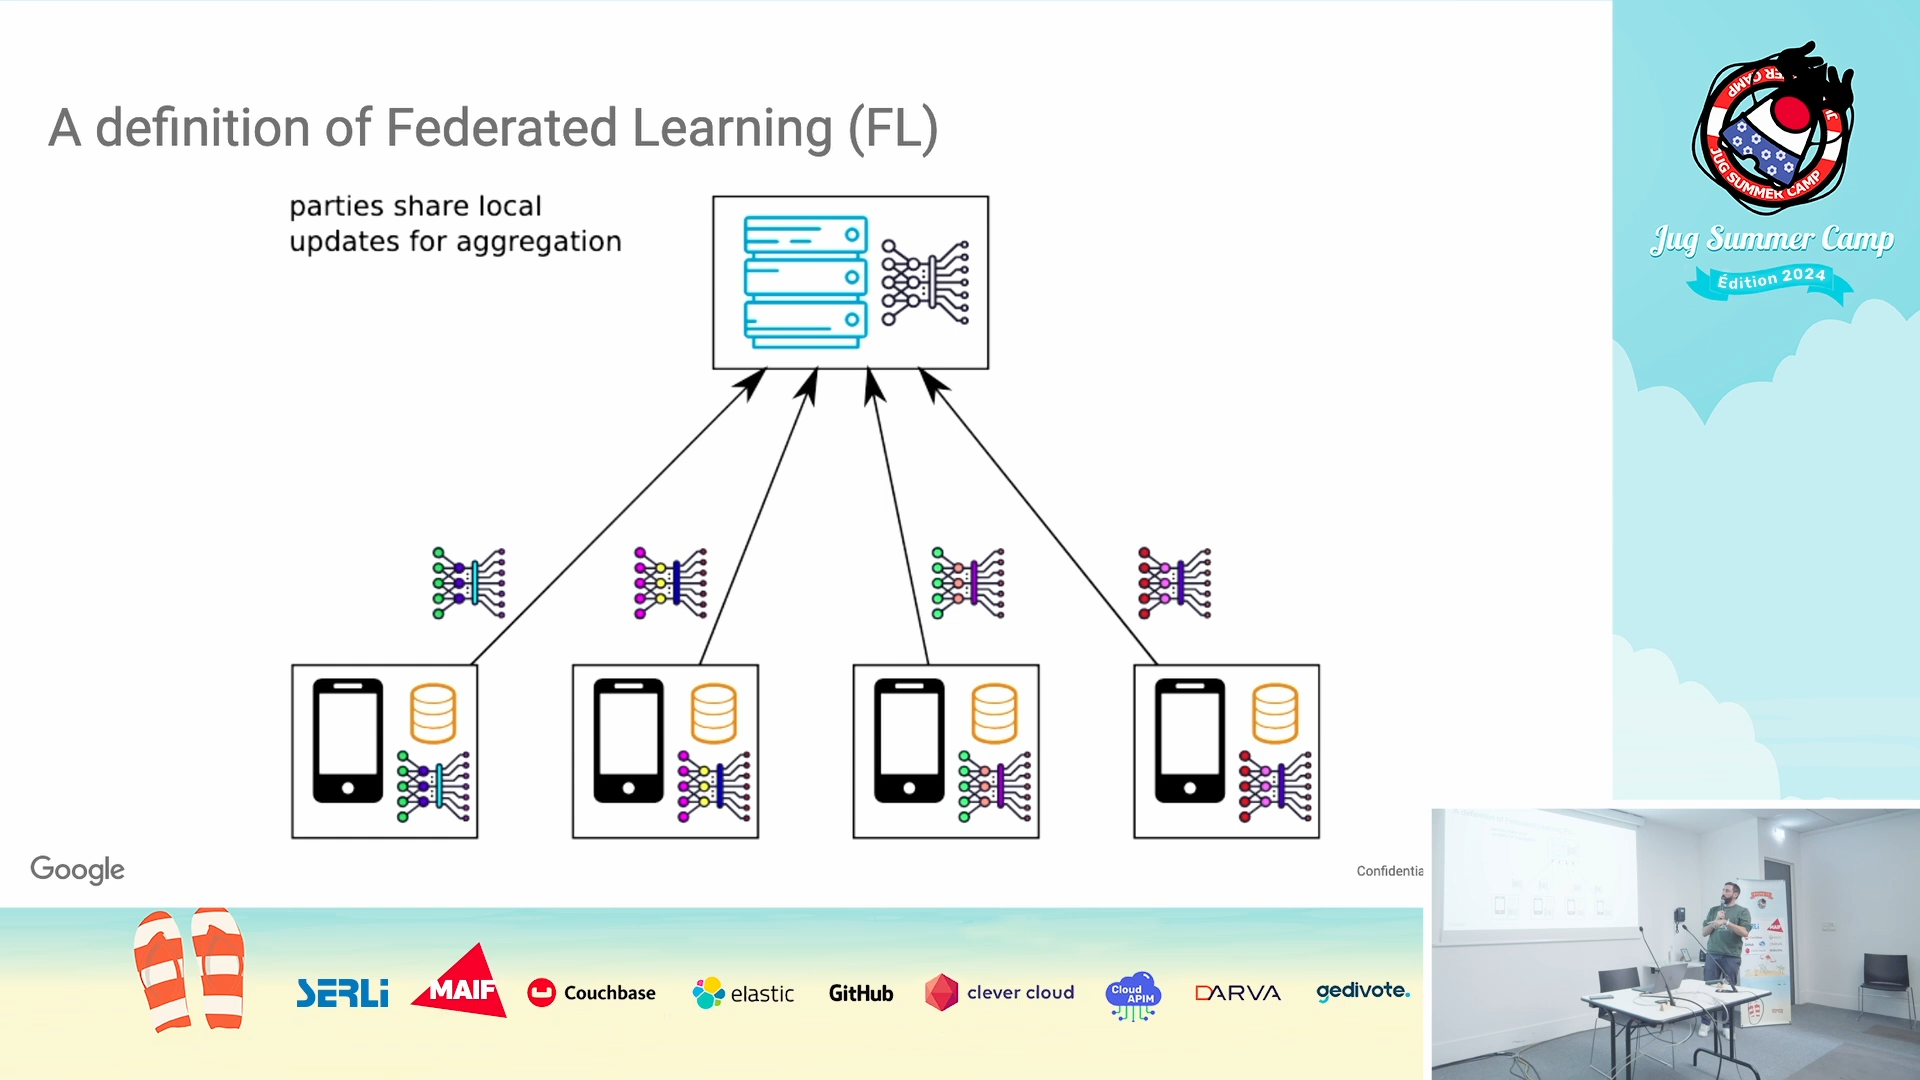 A definition of Federated Learning (FL)
parties share local
updates for aggregation
Google
Confidentia
JUG SUMMER CAMP
Jug Summer Camp
Édition 2024
SERLI
MAIF
Couchbase
elastic
GitHub
clever cloud
Cloud
APIM
DARVA
gedivote.